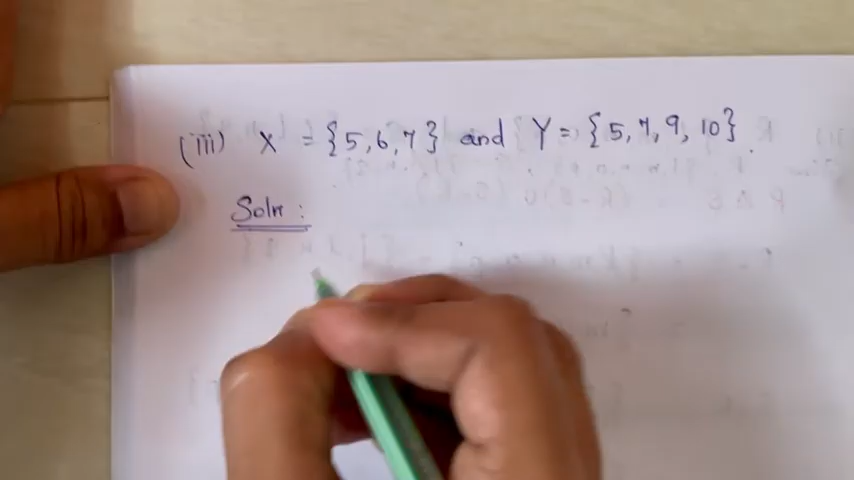 (iii) X = {5,6,7} and Y = {5,7,9,10}.
Soln :